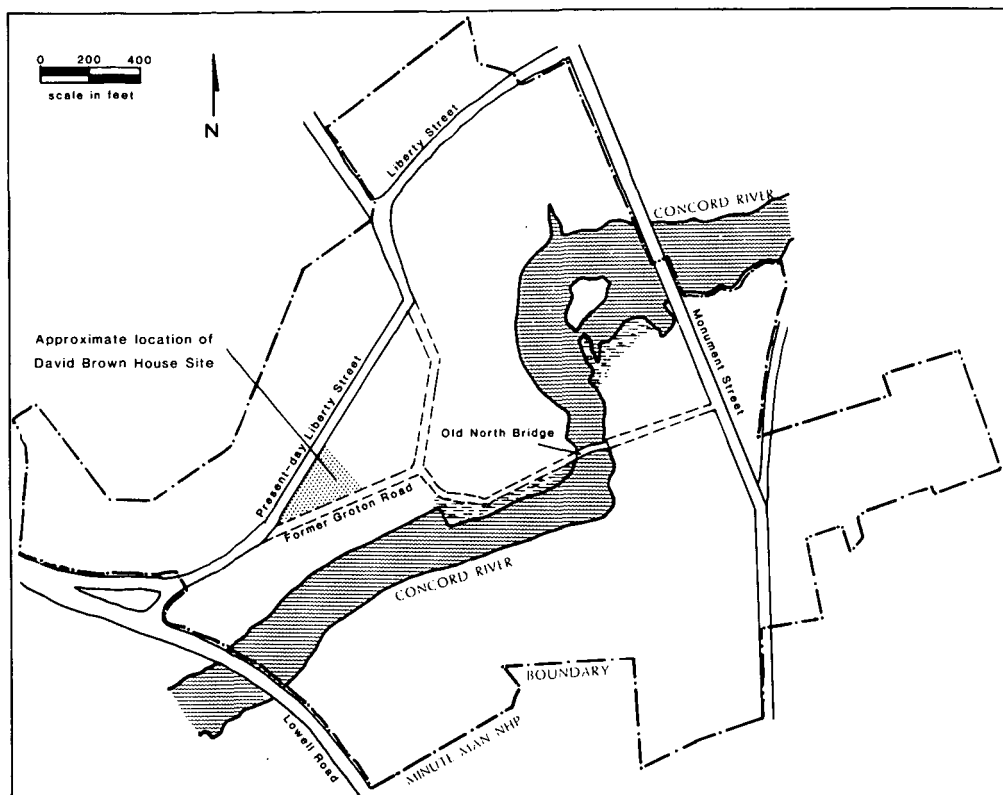 0 200 400
scale in feet
N
Liberty Street
CONCORD RIVER
Approximate location of
David Brown House Site
Present-day Liberty Street
Monument Street
Old North Bridge
Former Groton Road
CONCORD RIVER
BOUNDARY
MINUTE MAN NHP
Lowell Road